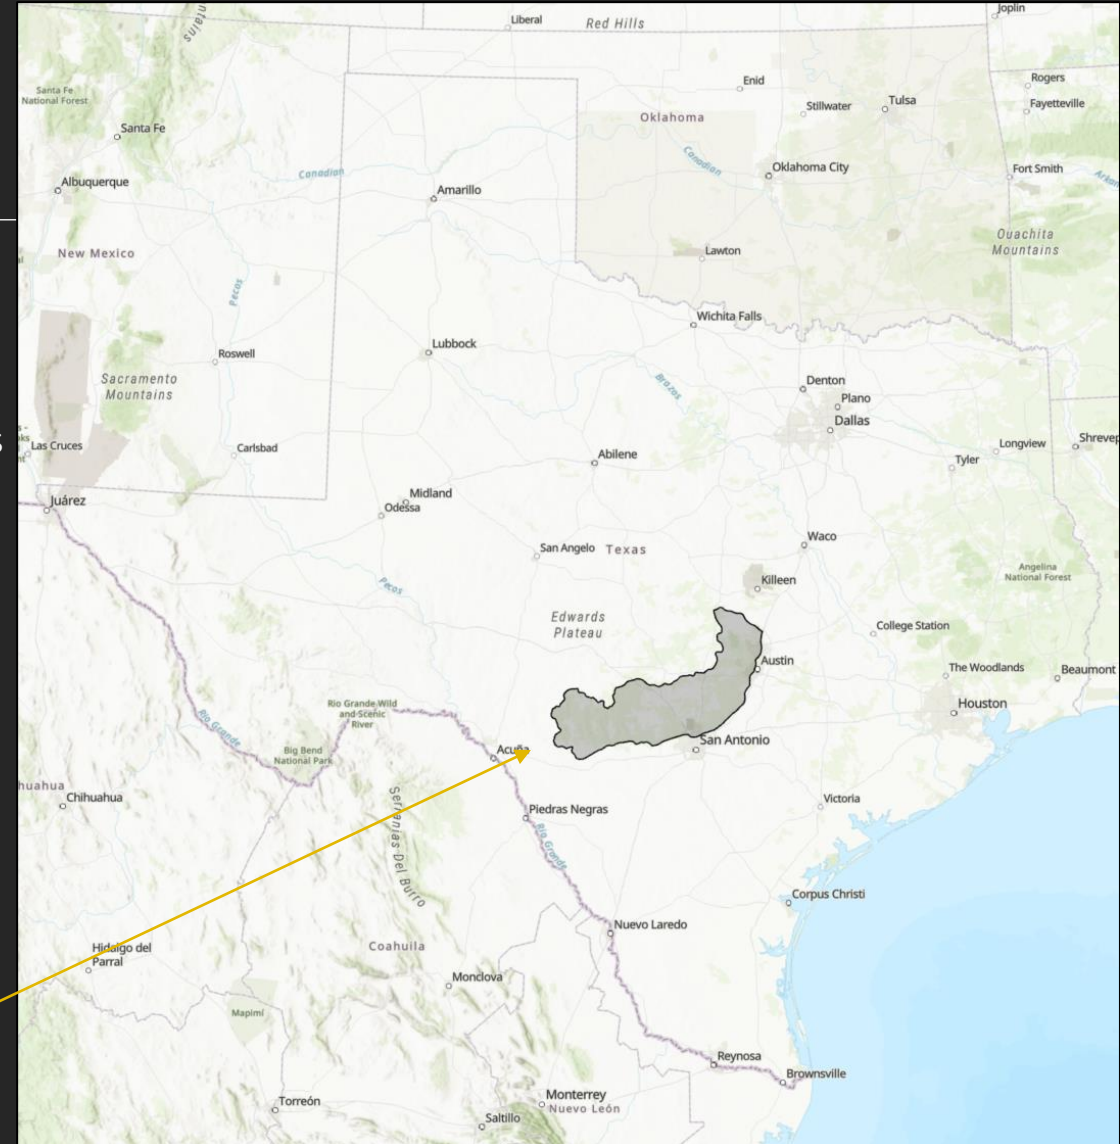 Liberal
Red Hills
Joplin
ntains
Santa Fe
National Forest
Enid
Rogers
Stillwater
Tulsa
Fayetteville
Oklahoma
Santa Fe
Canadian
Canadian
Oklahoma City
Fort Smith
Albuquerque
Amarillo
Ouachita
Mountains
New Mexico
Lawton
Pecos
Wichita Falls
Lubbock
Roswell
Sacramento
Mountains
Brazos
Denton
Plano
Dallas
Las Cruces
Carlsbad
Abilene
Longview
Shrevep
Tyler
Juárez
Midland
Odessa
San Angelo
Texas
Waco
Angelina
National Forest
Pecos
Killeen
Edwards
Plateau
College Station
Austin
The Woodlands
Beaumont
Rio Grande Wild
and Scenic
River
Houston
Rio Grande
Big Bend
National Park
Acuña
San Antonio
huahua
Chihuahua
Serranias Del Burro
Piedras Negras
Victoria
Rio Grande
Corpus Christi
Nuevo Laredo
Hidalgo del
Parral
Coahuila
Monclova
Mapimí
Reynosa
Brownsville
Torreón
Monterrey
Nuevo León
Saltillo